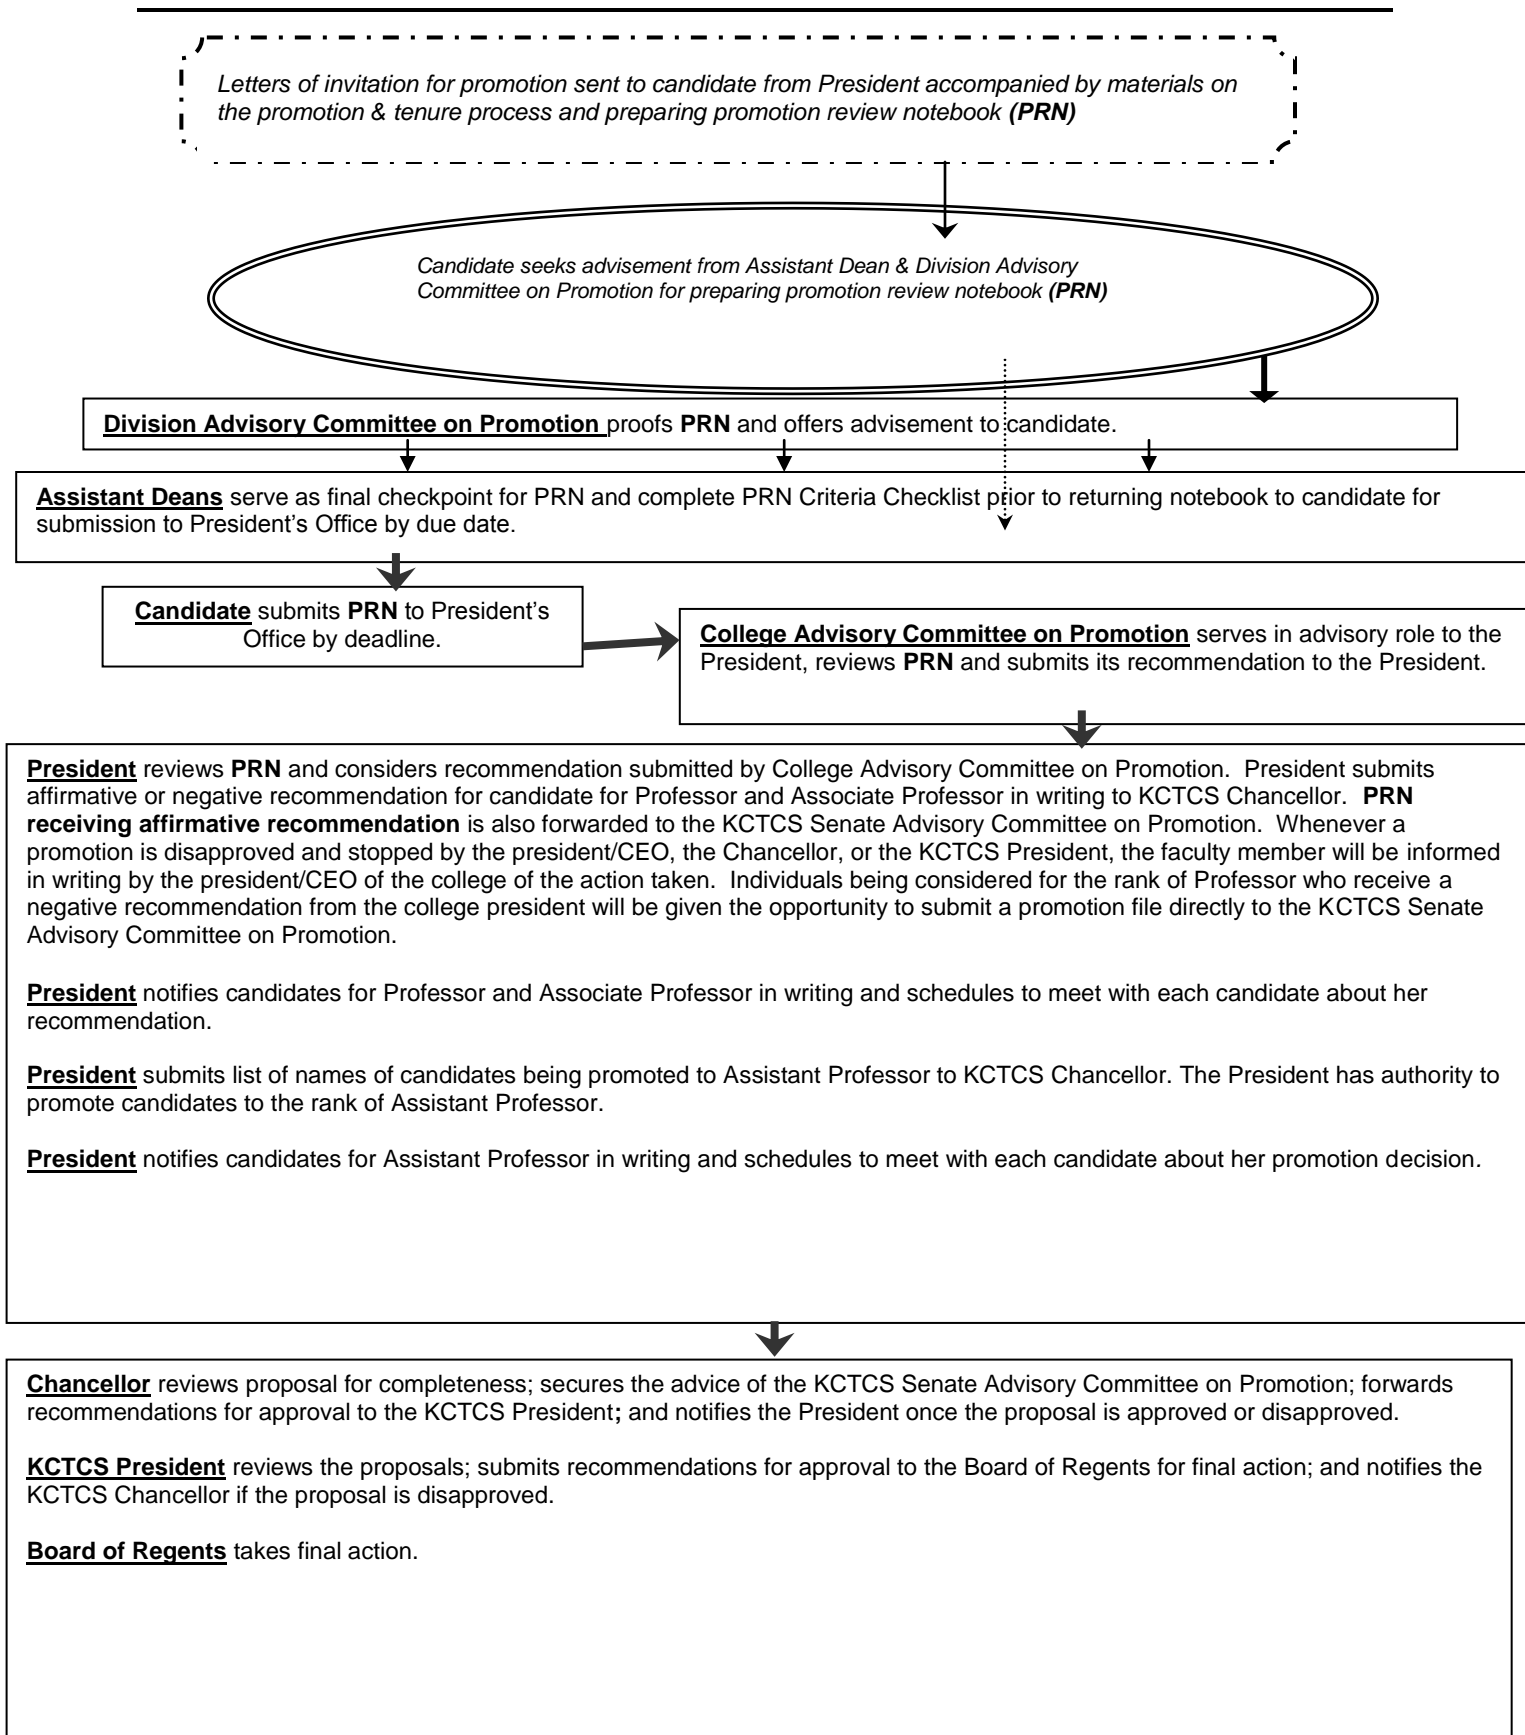 Letters of invitation for promotion sent to candidate from President accompanied by materials on
the promotion & tenure process and preparing promotion review notebook (PRN)
Candidate seeks advisement from Assistant Dean & Division Advisory
Committee on Promotion for preparing promotion review notebook (PRN)
Division Advisory Committee on Promotion proofs PRN and offers advisement to candidate.
Assistant Deans serve as final checkpoint for PRN and complete PRN Criteria Checklist prior to returning notebook to candidate for
submission to President’s Office by due date.
Candidate submits PRN to President’s
Office by deadline.
College Advisory Committee on Promotion serves in advisory role to the
President, reviews PRN and submits its recommendation to the President.
President reviews PRN and considers recommendation submitted by College Advisory Committee on Promotion.  President submits
affirmative or negative recommendation for candidate for Professor and Associate Professor in writing to KCTCS Chancellor.  PRN
receiving affirmative recommendation is also forwarded to the KCTCS Senate Advisory Committee on Promotion.  Whenever a
promotion is disapproved and stopped by the president/CEO, the Chancellor, or the KCTCS President, the faculty member will be informed
in writing by the president/CEO of the college of the action taken.  Individuals being considered for the rank of Professor who receive a
negative recommendation from the college president will be given the opportunity to submit a promotion file directly to the KCTCS Senate
Advisory Committee on Promotion.
President notifies candidates for Professor and Associate Professor in writing and schedules to meet with each candidate about her
recommendation.
President submits list of names of candidates being promoted to Assistant Professor to KCTCS Chancellor. The President has authority to
promote candidates to the rank of Assistant Professor.
President notifies candidates for Assistant Professor in writing and schedules to meet with each candidate about her promotion decision.
Chancellor reviews proposal for completeness; secures the advice of the KCTCS Senate Advisory Committee on Promotion; forwards
recommendations for approval to the KCTCS President; and notifies the President once the proposal is approved or disapproved.
KCTCS President reviews the proposals; submits recommendations for approval to the Board of Regents for final action; and notifies the
KCTCS Chancellor if the proposal is disapproved.
Board of Regents takes final action.